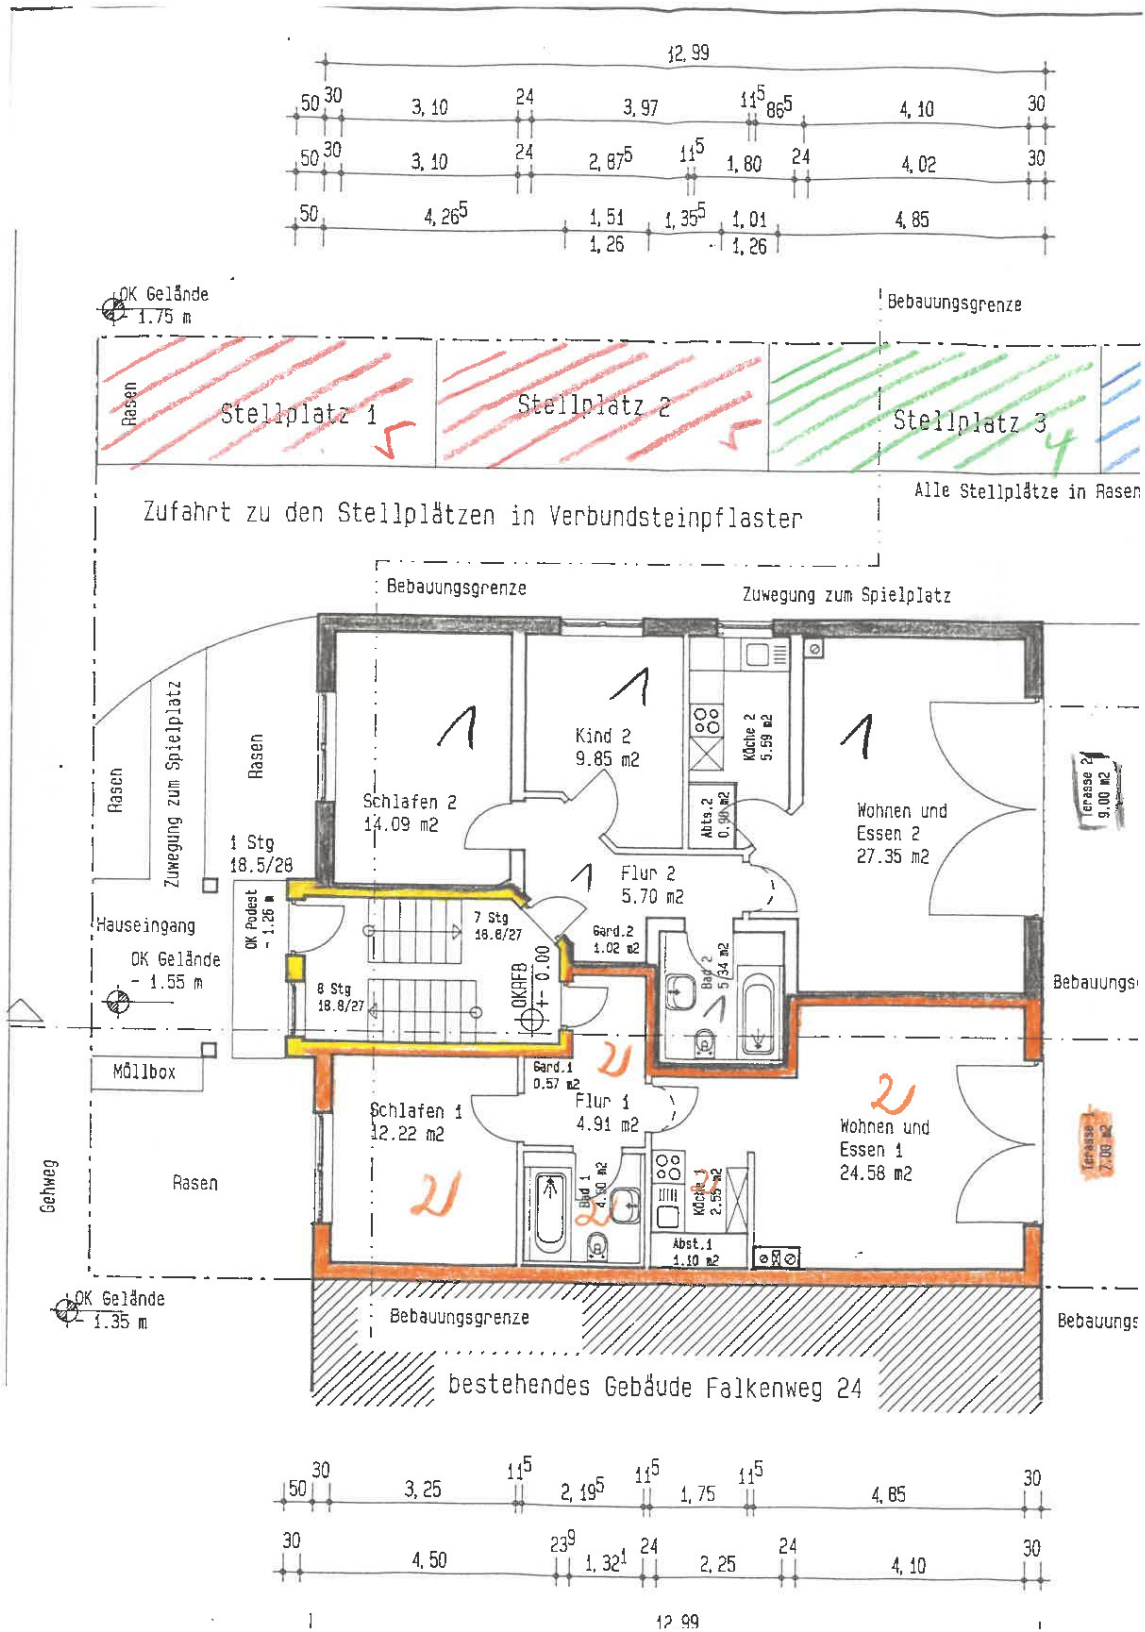 12,99
50 30 3,10 24 3,97 11⁵ 86⁵ 4,10 30
50 30 3,10 24 2,87⁵ 11⁵ 1,80 24 4,02 30
50 4,26⁵ 1,51 1,35⁵ 1,01 4,85
1,26 1,26
OK Gelände
- 1.75 m
Bebauungsgrenze
Rasen
Stellplatz 1
5
Stellplatz 2
5
Stellplatz 3
4
Alle Stellplätze in Rasen
Zufahrt zu den Stellplätzen in Verbundsteinpflaster
Bebauungsgrenze
Zuwegung zum Spielplatz
Rasen
Zuwegung zum Spielplatz
Rasen
1 Stg
18.5/28
Schlafen 2
14.09 m2
1
Kind 2
9.85 m2
1
Küche 2
5.59 m2
Abts.2
0.90 m2
1
Wohnen und
Essen 2
27.35 m2
Terasse 2
9.00 m2
Flur 2
5.70 m2
1
Gard.2
1.02 m2
Bad 2
5.34 m2
1
Hauseingang
OK Podest
- 1.26 m
OK Gelände
- 1.55 m
7 Stg
18.8/27
8 Stg
18.8/27
OKRFB
+- 0.00
Bebauungs
Müllbox
Gard.1
0.57 m2
2
Schlafen 1
12.22 m2
2
Flur 1
4.91 m2
Bad 1
2
Küche 1
2.55 m2
2
Abst.1
1.10 m2
2
Wohnen und
Essen 1
24.58 m2
Terasse 1
7.00 m2
Gehweg
Rasen
OK Gelände
- 1.35 m
Bebauungsgrenze
Bebauungs
bestehendes Gebäude Falkenweg 24
50 30 3,25 11⁵ 2,19⁵ 11⁵ 1,75 11⁵ 4,85 30
30 4,50 23⁹ 1,32¹ 24 2,25 24 4,10 30
12,99